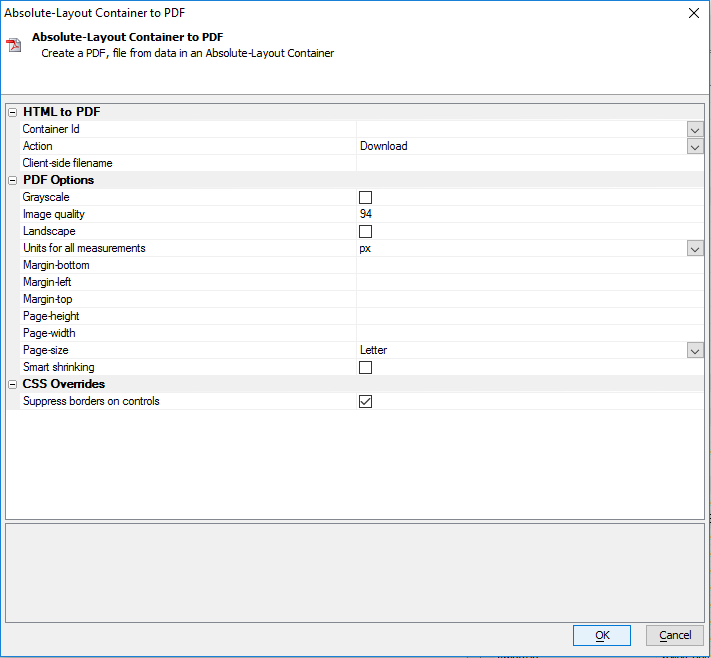 Absolute-Layout Container to PDF
Absolute-Layout Container to PDF
Create a PDF, file from data in an Absolute-Layout Container
HTML to PDF
Container Id
Action Download
Client-side filename
PDF Options
Grayscale
Image quality 94
Landscape
Units for all measurements px
Margin-bottom
Margin-left
Margin-top
Page-height
Page-width
Page-size Letter
Smart shrinking
CSS Overrides
Suppress borders on controls
OK Cancel